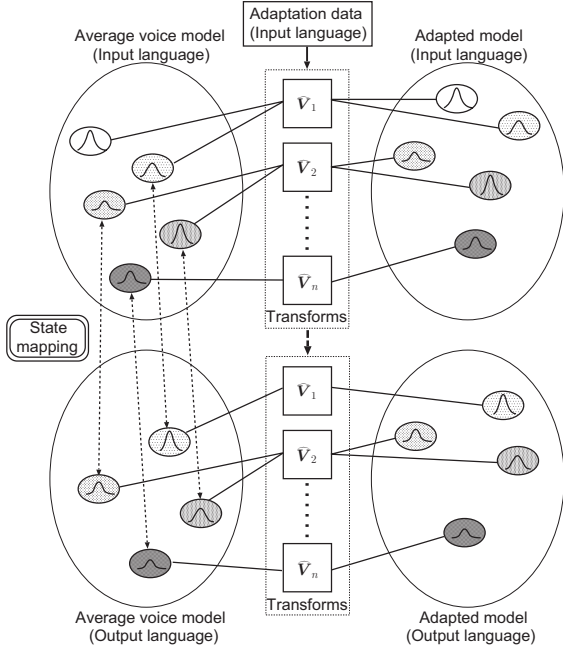 Adaptation data
(Input language)
Average voice model
(Input language)
Adapted model
(Input language)
V̂₁
V̂₂
V̂ₙ
Transforms
State
mapping
V̂₁
V̂₂
V̂ₙ
Transforms
Average voice model
(Output language)
Adapted model
(Output language)